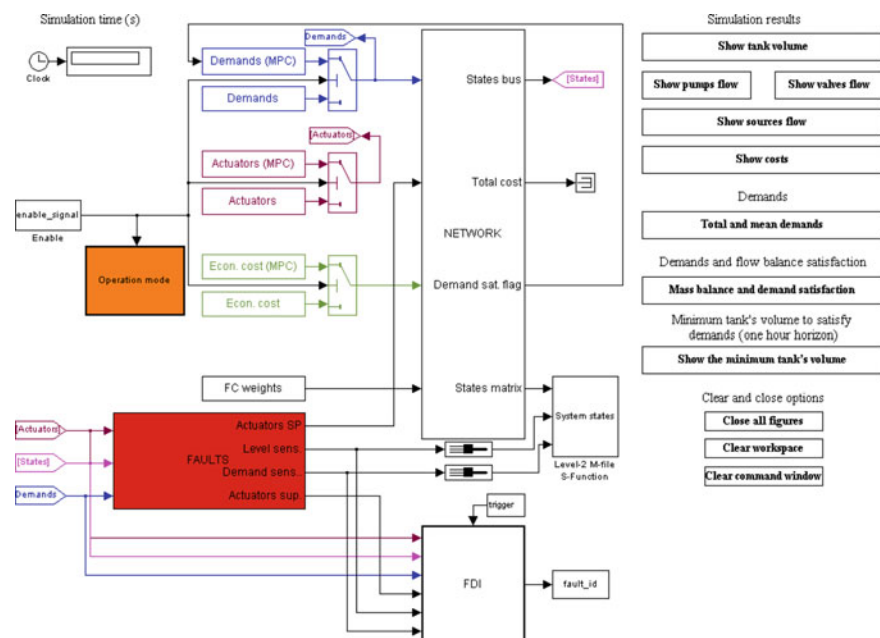 Simulation time (s)
Clock
Demands
Demands (MPC)
Demands
[Actuators]
Actuators (MPC)
Actuators
enable_signal
Enable
Operation mode
Econ. cost (MPC)
Econ. cost
FC weights
NETWORK
States bus
Total cost
Demand sat. flag
States matrix
[States]
System states
Level-2 M-file
S-Function
[Actuators]
[States]
Demands
FAULTS
Actuators SP
Level sens.
Demand sens..
Actuators sup.
trigger
FDI
fault_id
Simulation results
Show tank volume
Show pumps flow
Show valves flow
Show sources flow
Show costs
Demands
Total and mean demands
Demands and flow balance satisfaction
Mass balance and demand satisfaction
Minimum tank's volume to satisfy
demands (one hour horizon)
Show the minimum tank's volume
Clear and close options
Close all figures
Clear workspace
Clear command window